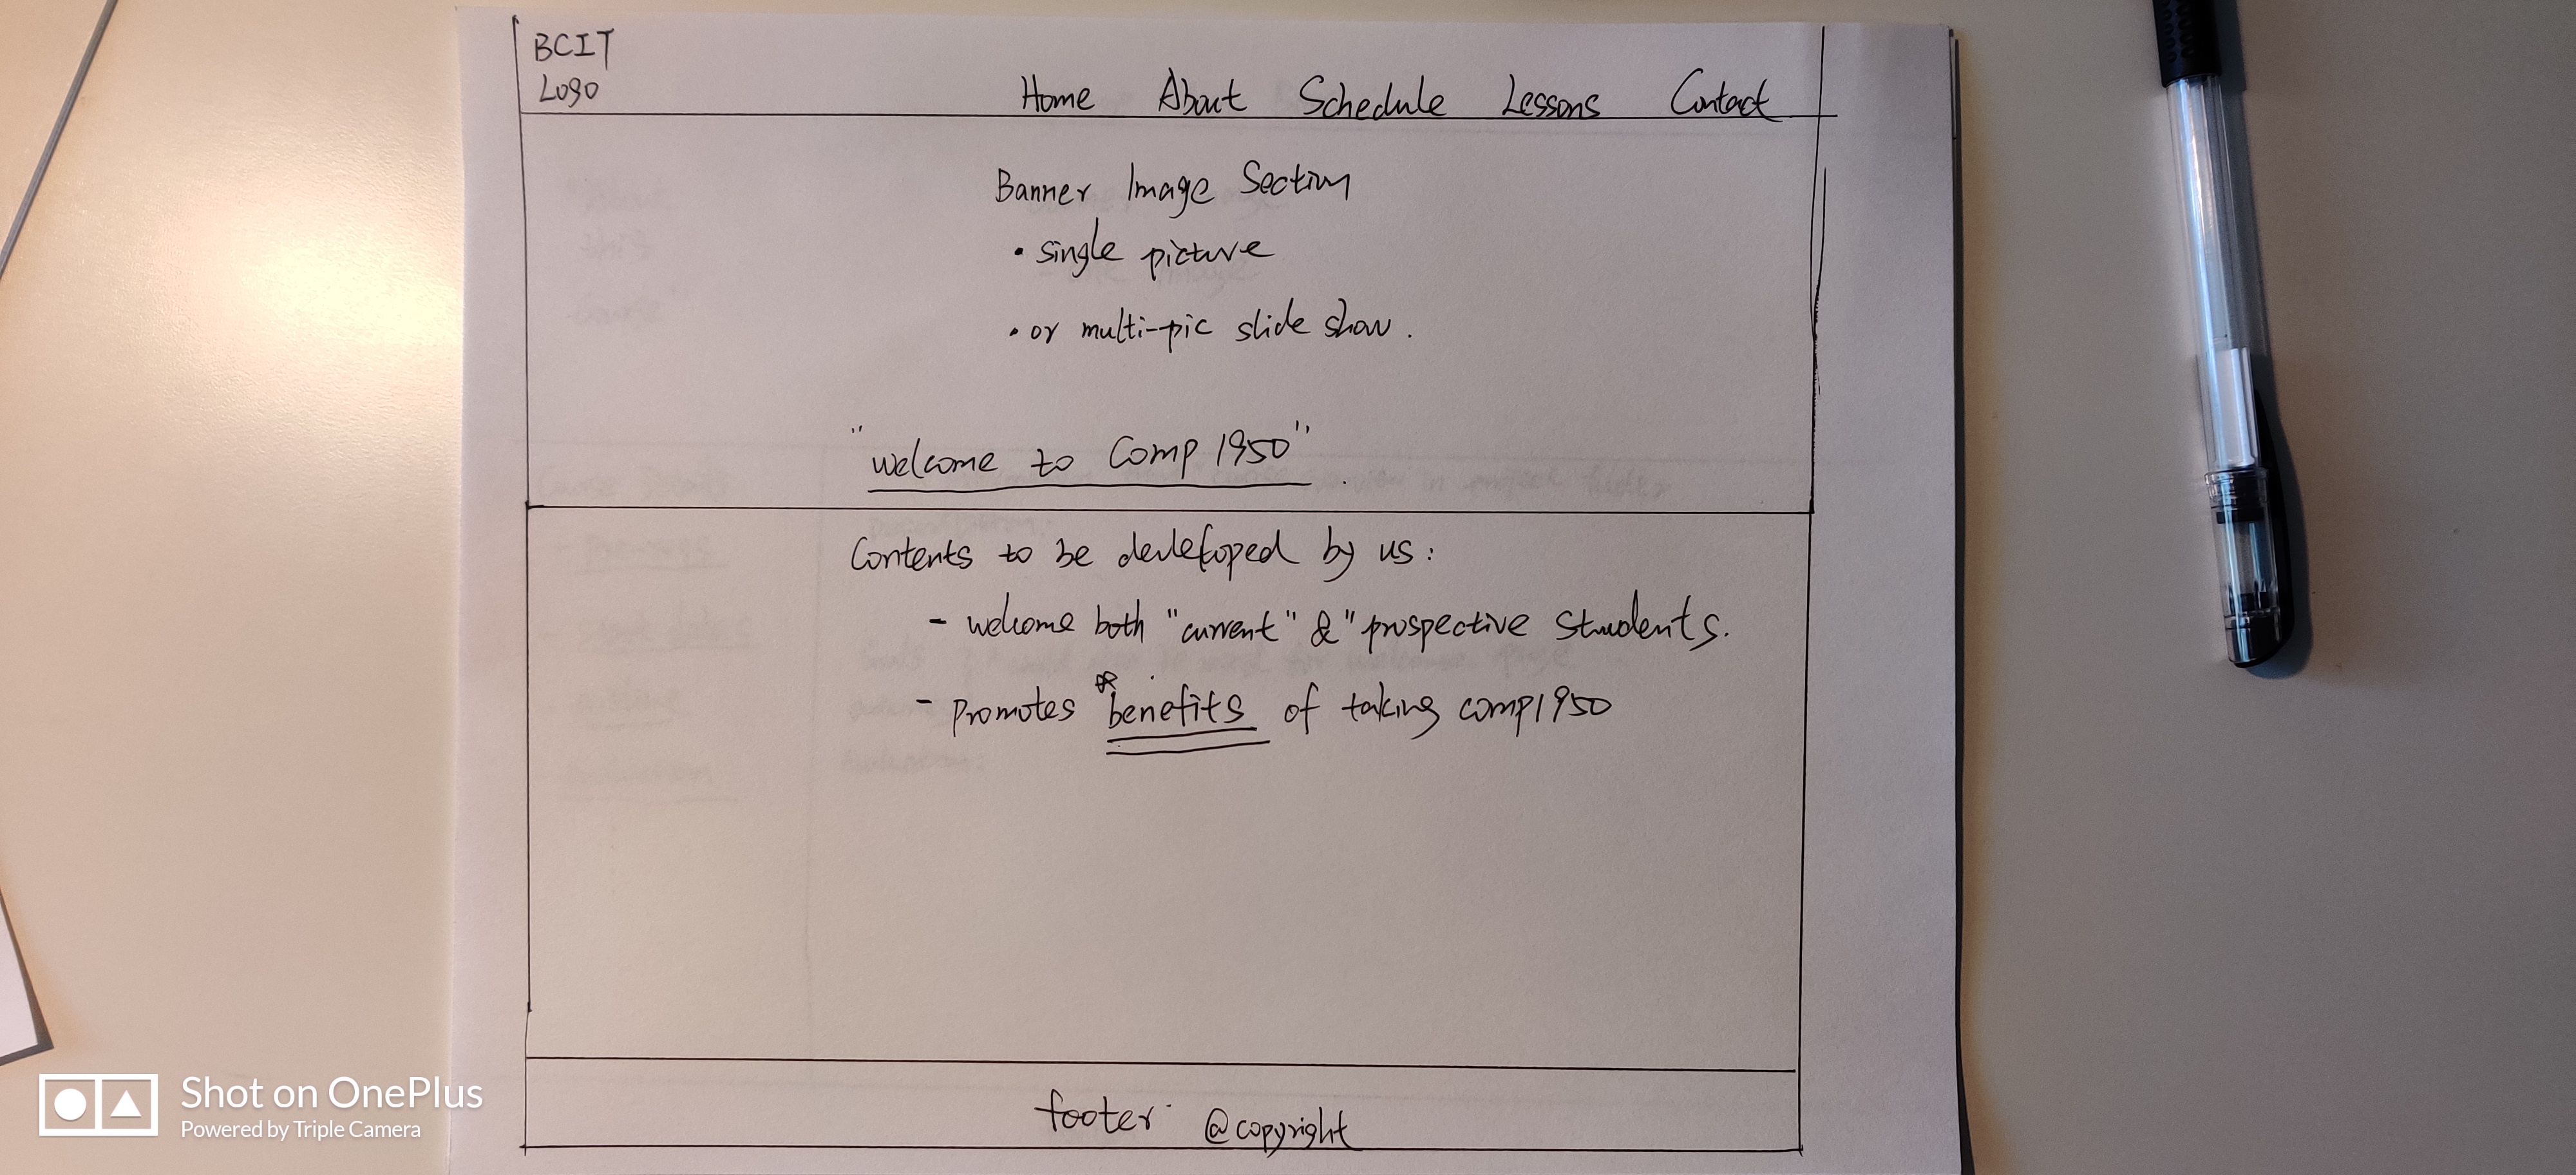 BCIT
Logo
Home About Schedule Lessons Contact
Banner Image Section
• single picture
• or multi-pic slide show.
"welcome to Comp 1950"
Contents to be developed by us:
- welcome both "current" & "prospective students.
- promotes benefits of taking comp1950
footer @copyright
Shot on OnePlus
Powered by Triple Camera